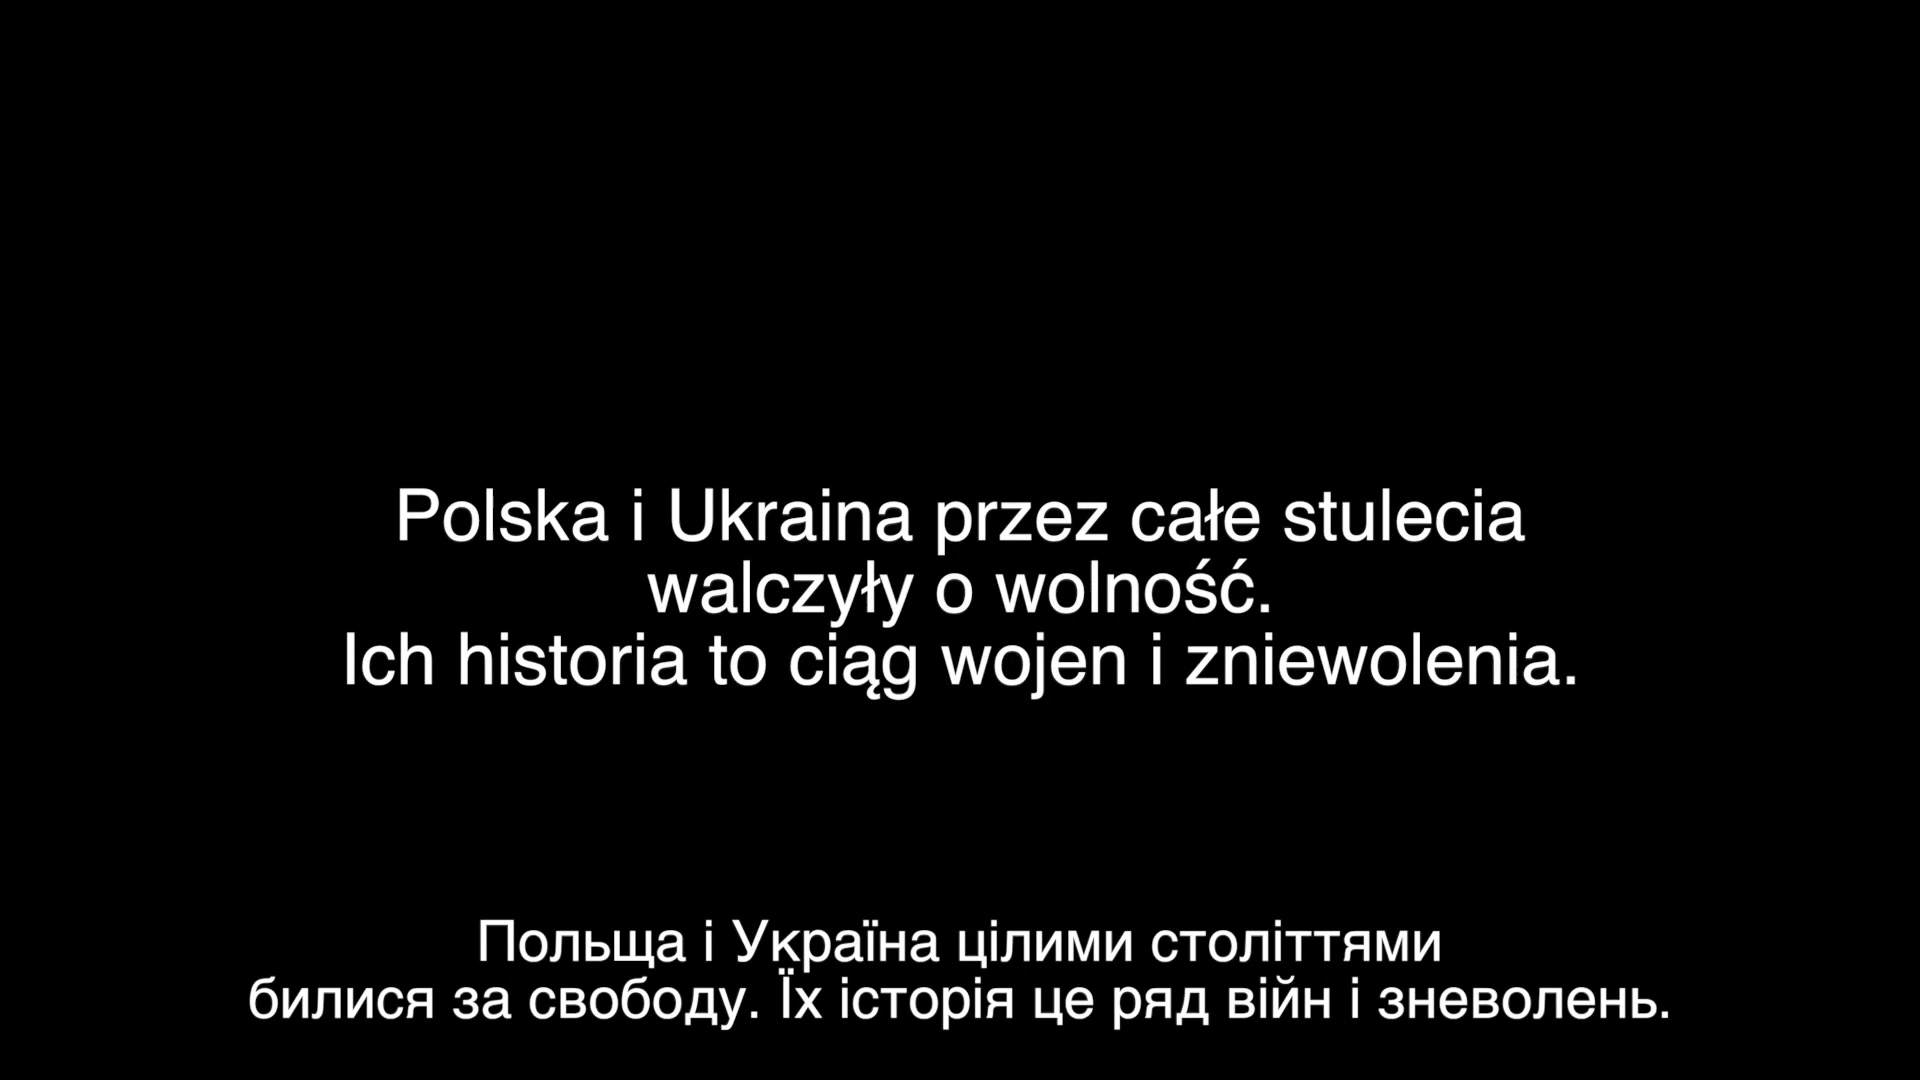 Polska i Ukraina przez całe stulecia
walczyły o wolność.
Ich historia to ciąg wojen i zniewolenia.
Польща і Україна цілими століттями
билися за свободу. Їх історія це ряд війн і зневолень.